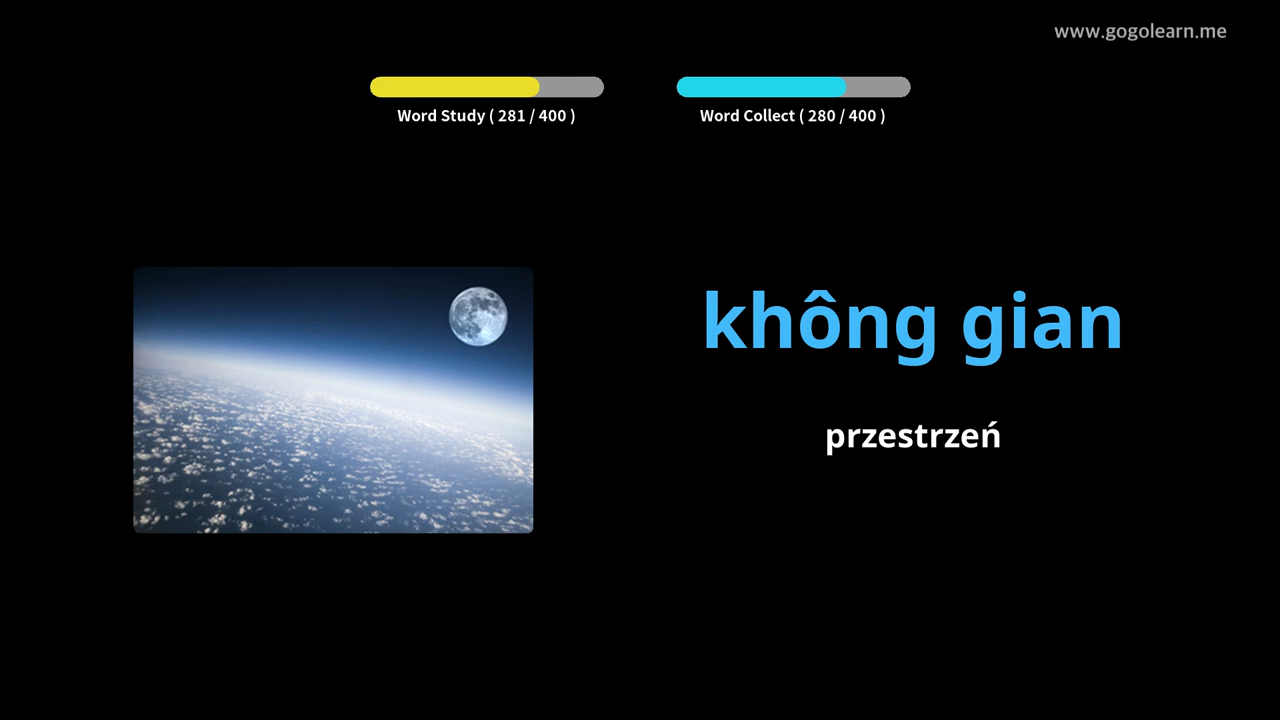 www.gogolearn.me
Word Study ( 281 / 400 )
Word Collect ( 280 / 400 )
không gian
przestrzeń